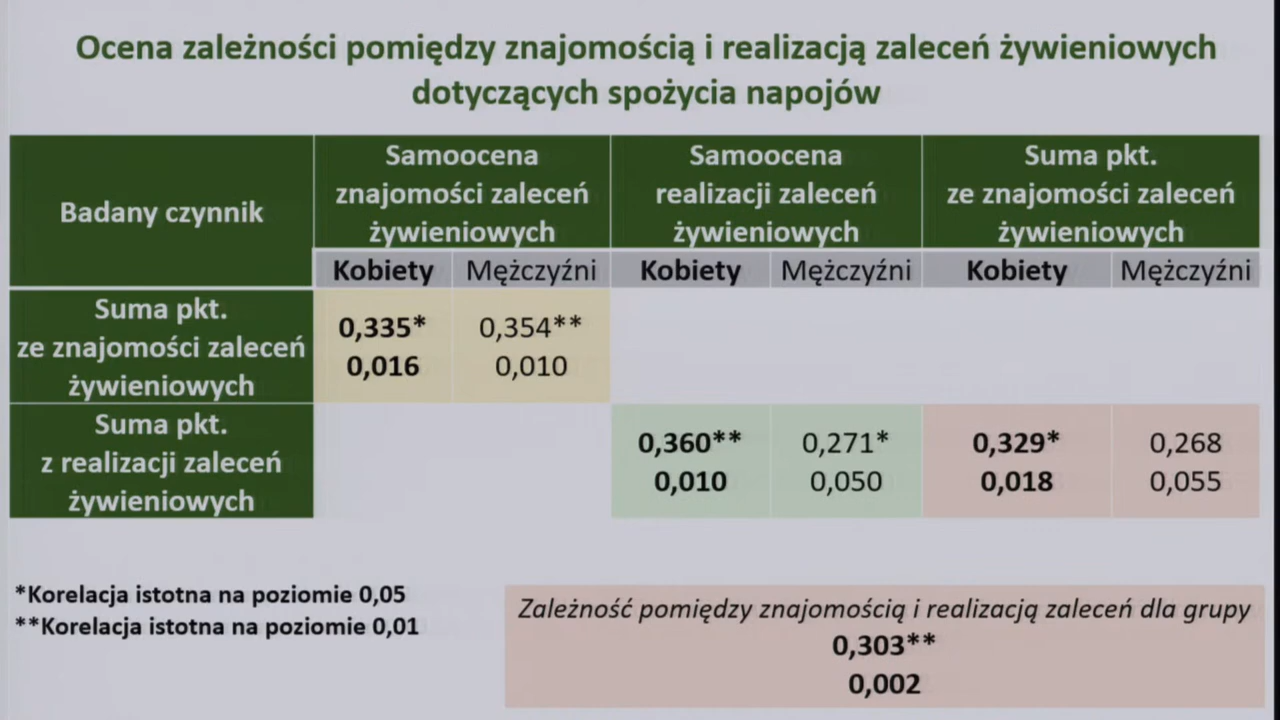 Ocena zależności pomiędzy znajomością i realizacją zaleceń żywieniowych
dotyczących spożycia napojów
Badany czynnik
Samoocena
znajomości zaleceń
żywieniowych
Samoocena
realizacji zaleceń
żywieniowych
Suma pkt.
ze znajomości zaleceń
żywieniowych
Kobiety Mężczyźni Kobiety Mężczyźni Kobiety Mężczyźni
Suma pkt.
ze znajomości zaleceń
żywieniowych
0,335* 0,354**
0,016 0,010
Suma pkt.
z realizacji zaleceń
żywieniowych
0,360** 0,271* 0,329* 0,268
0,010 0,050 0,018 0,055
*Korelacja istotna na poziomie 0,05
**Korelacja istotna na poziomie 0,01
Zależność pomiędzy znajomością i realizacją zaleceń dla grupy
0,303**
0,002